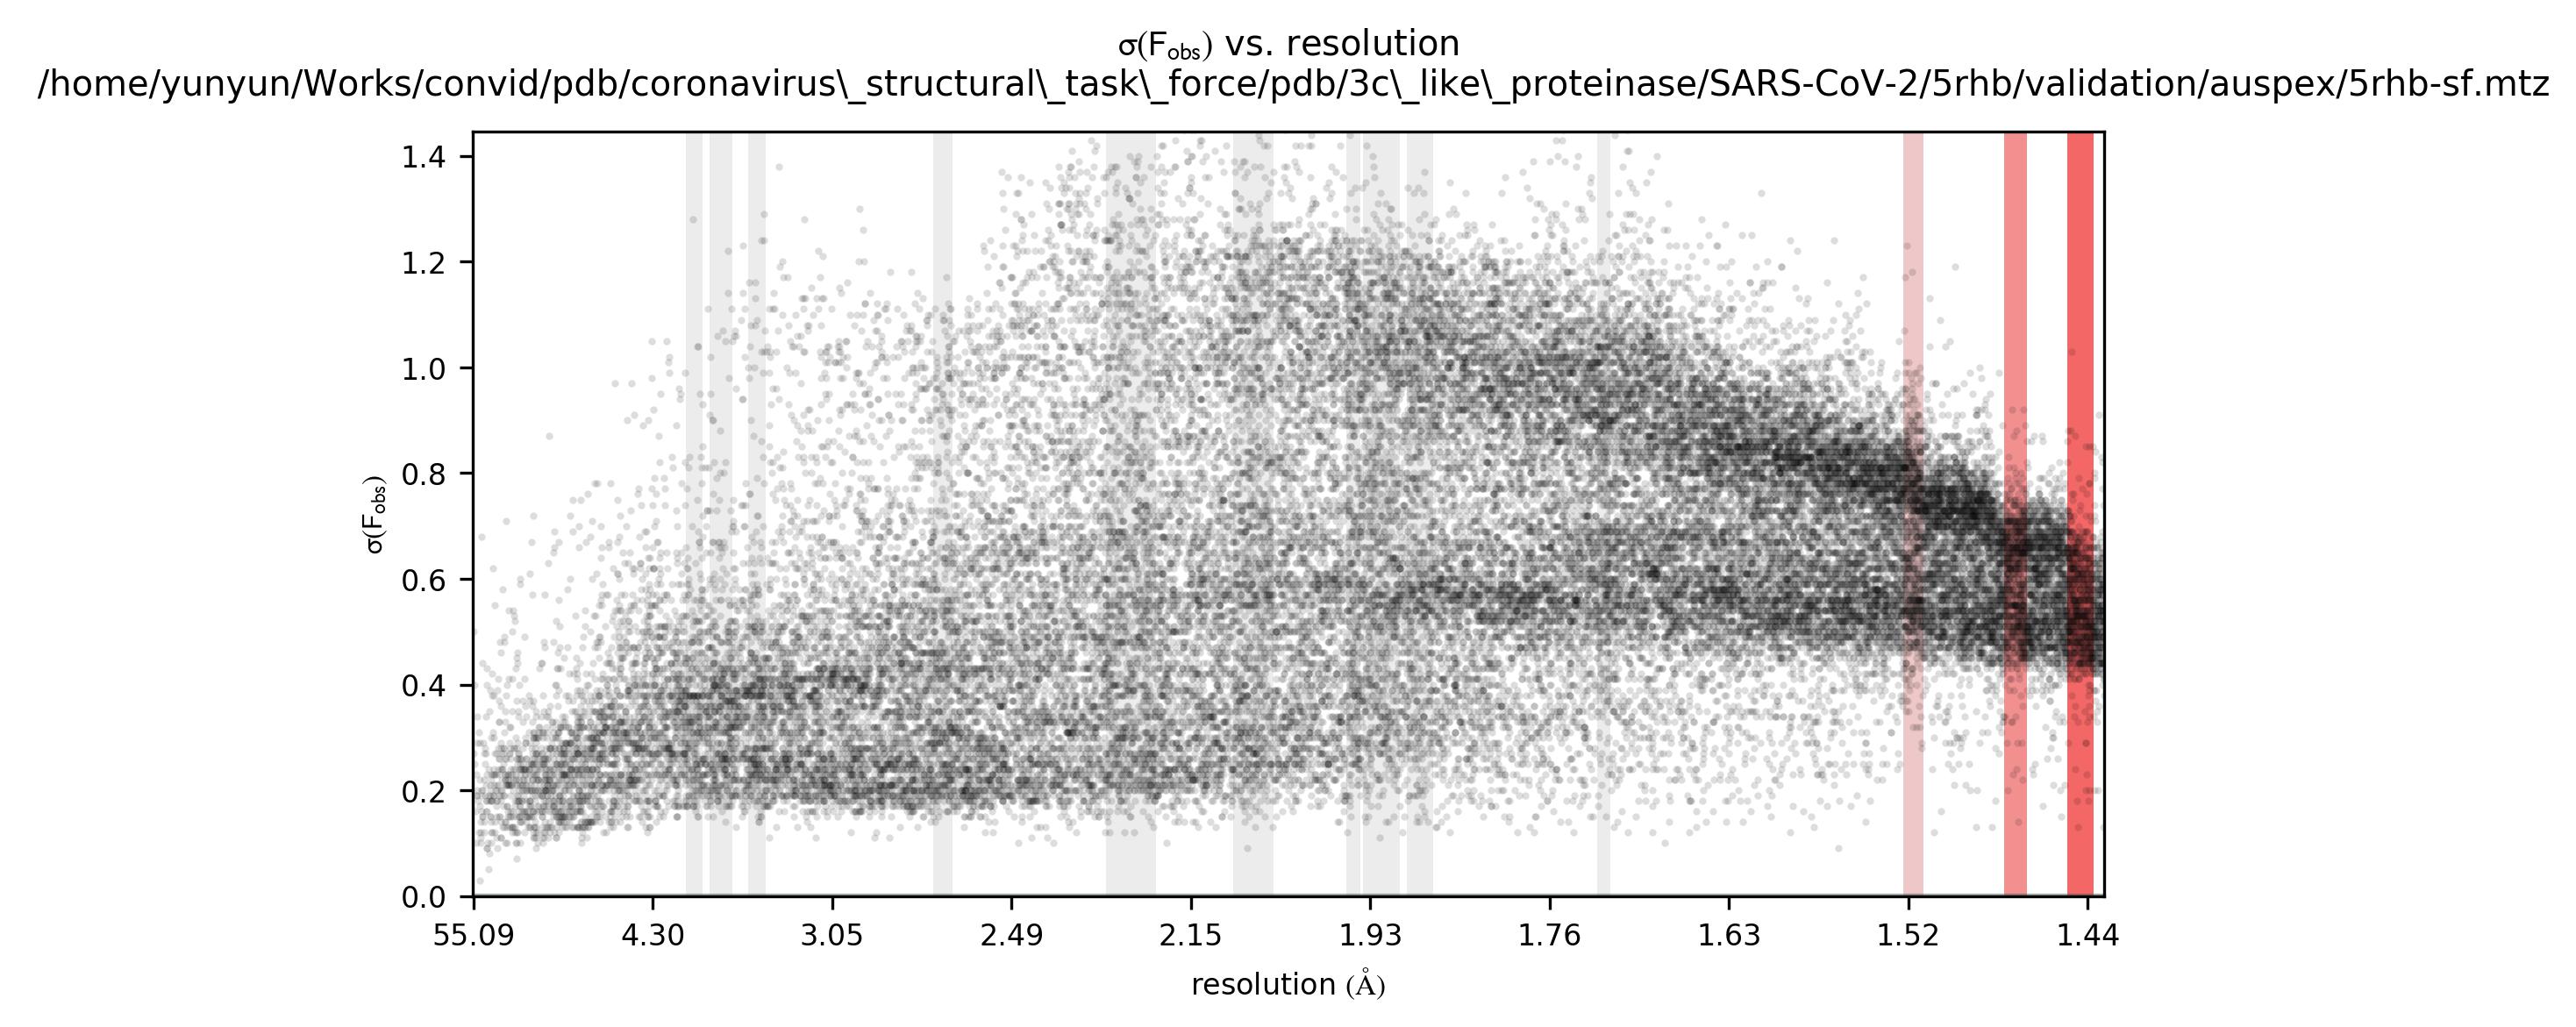 σ(Fobs) vs. resolution
/home/yunyun/Works/convid/pdb/coronavirus\_structural\_task\_force/pdb/3c\_like\_proteinase/SARS-CoV-2/5rhb/validation/auspex/5rhb-sf.mtz
1.4
1.2
1.0
0.8
0.6
0.4
0.2
0.0
σ(Fobs)
55.09 4.30 3.05 2.49 2.15 1.93 1.76 1.63 1.52 1.44
resolution (Å)